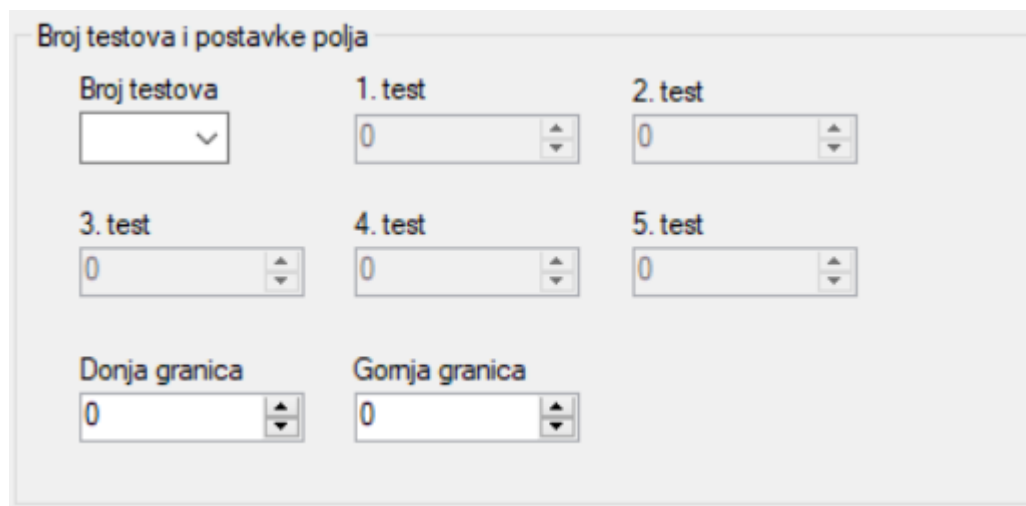 Broj testova i postavke polja
Broj testova 1. test 2. test
0 0
3. test 4. test 5. test
0 0 0
Donja granica Gornja granica
0 0